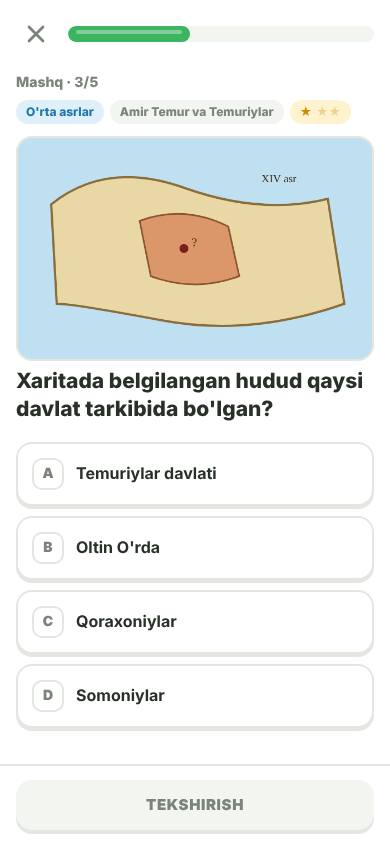 Mashq · 3/5
O'rta asrlar
Amir Temur va Temuriylar
XIV asr
?
Xaritada belgilangan hudud qaysi
davlat tarkibida bo'lgan?
A Temuriylar davlati
B Oltin O'rda
C Qoraxoniylar
D Somoniylar
TEKSHIRISH